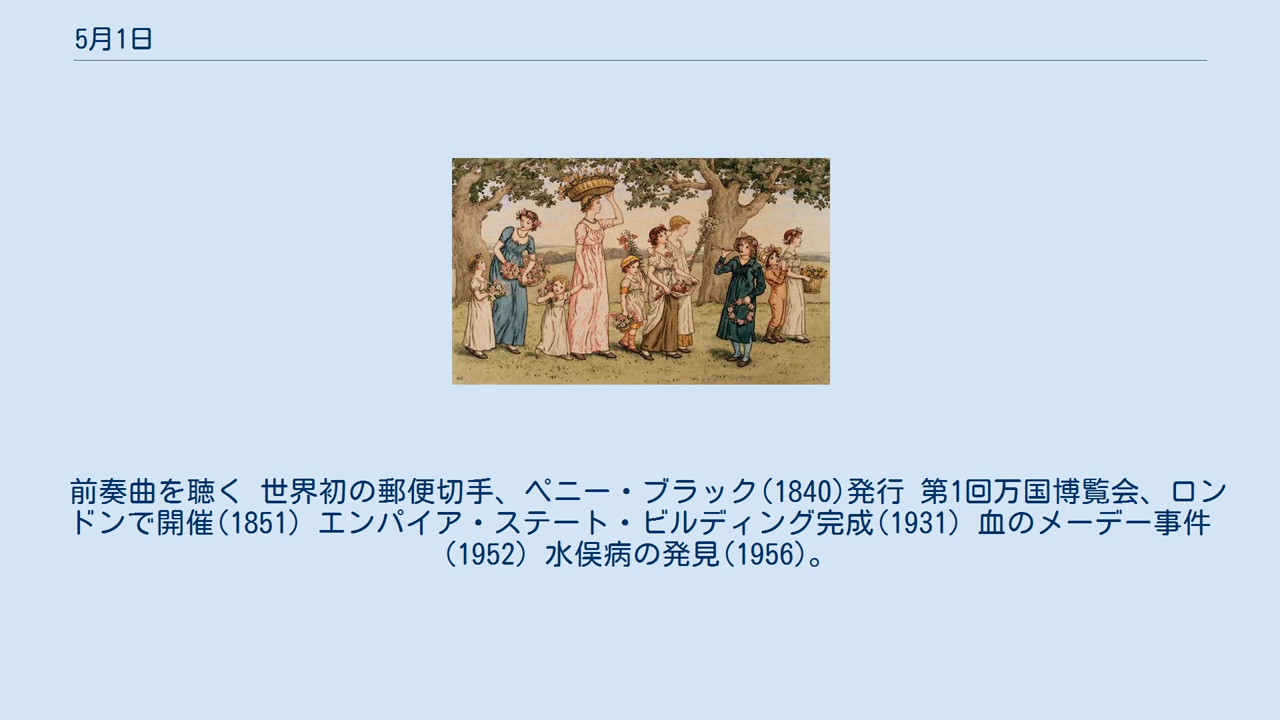 5月1日
前奏曲を聴く 世界初の郵便切手、ペニー・ブラック(1840)発行 第1回万国博覧会、ロン
ドンで開催(1851) エンパイア・ステート・ビルディング完成(1931) 血のメーデー事件
(1952) 水俣病の発見(1956)。